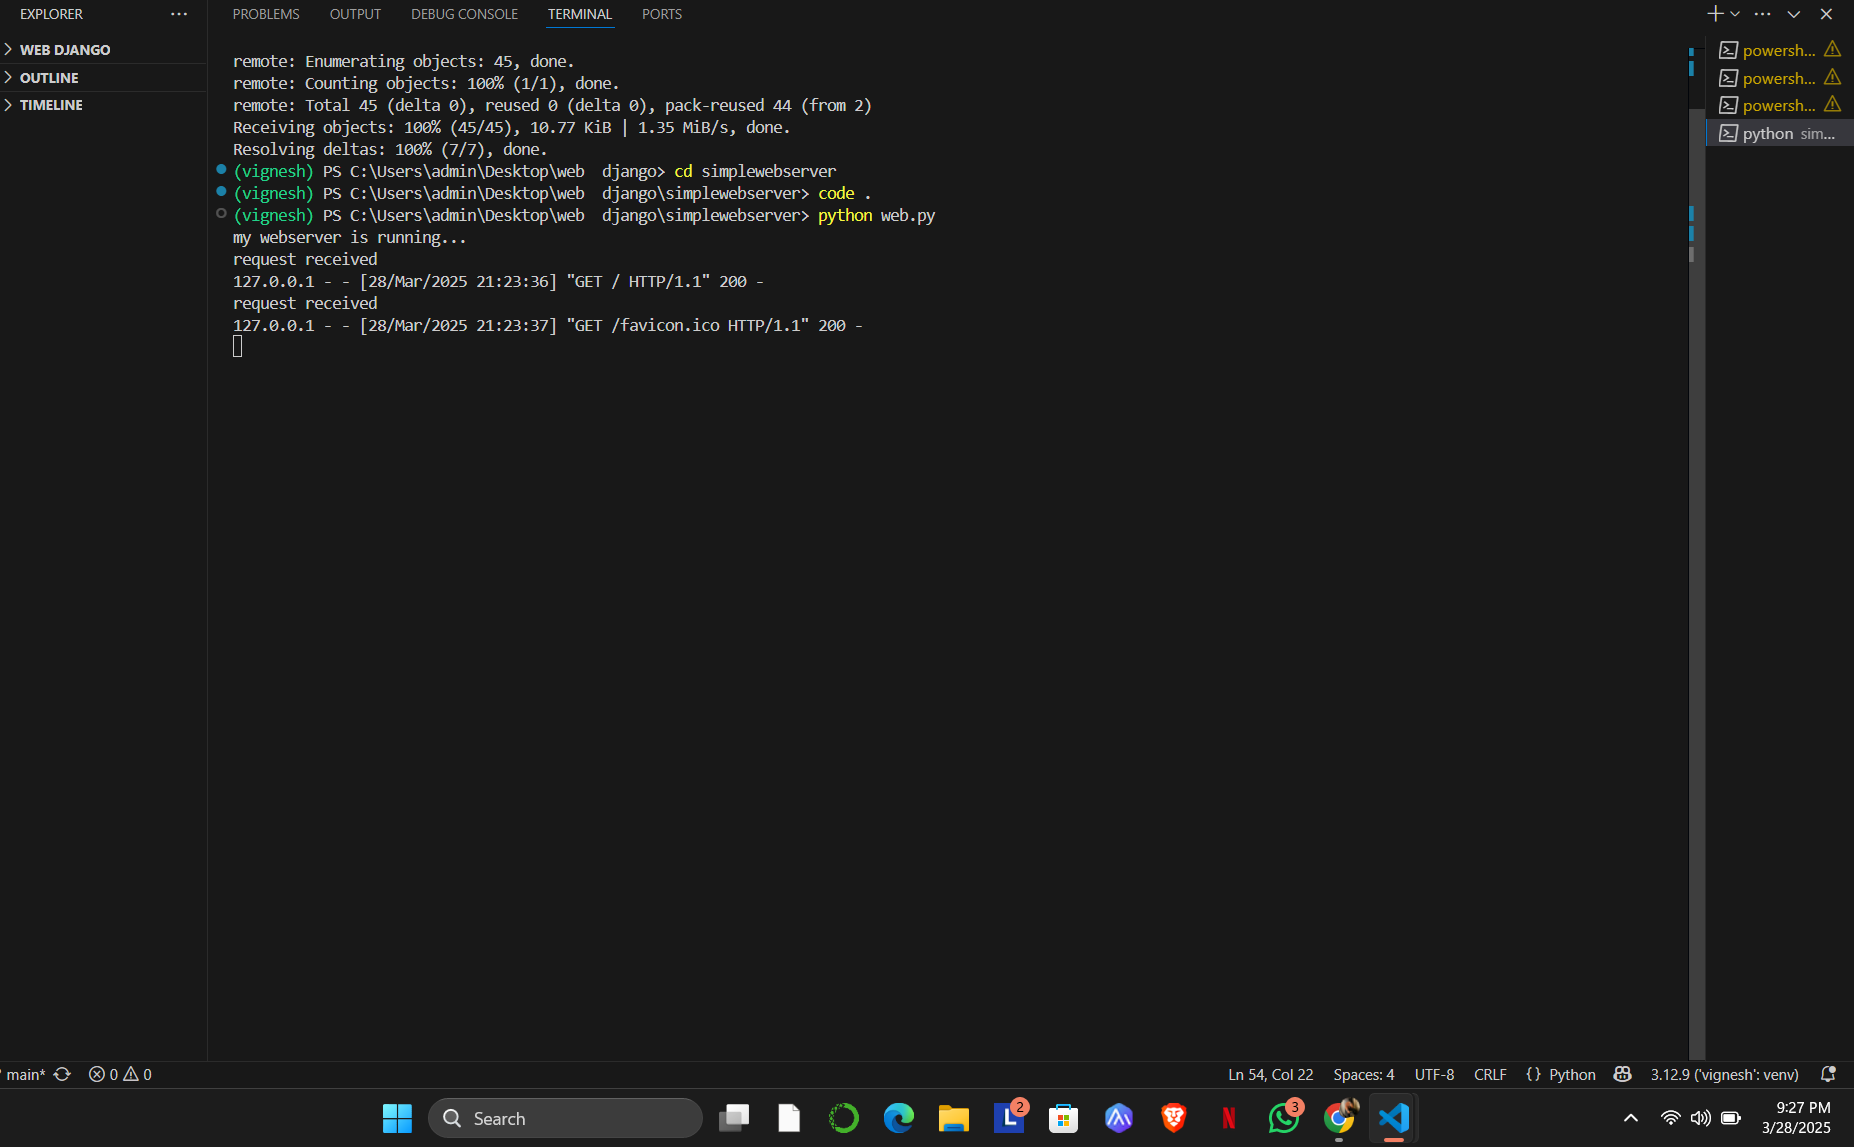 EXPLORER
PROBLEMS OUTPUT DEBUG CONSOLE TERMINAL PORTS
WEB DJANGO
OUTLINE
TIMELINE
remote: Enumerating objects: 45, done.
remote: Counting objects: 100% (1/1), done.
remote: Total 45 (delta 0), reused 0 (delta 0), pack-reused 44 (from 2)
Receiving objects: 100% (45/45), 10.77 KiB | 1.35 MiB/s, done.
Resolving deltas: 100% (7/7), done.
(vignesh) PS C:\Users\admin\Desktop\web  django> cd simplewebserver
(vignesh) PS C:\Users\admin\Desktop\web  django\simplewebserver> code .
(vignesh) PS C:\Users\admin\Desktop\web  django\simplewebserver> python web.py
my webserver is running...
request received
127.0.0.1 - - [28/Mar/2025 21:23:36] "GET / HTTP/1.1" 200 -
request received
127.0.0.1 - - [28/Mar/2025 21:23:37] "GET /favicon.ico HTTP/1.1" 200 -
powersh...
powersh...
powersh...
python sim...
main* 0 0
Ln 54, Col 22 Spaces: 4 UTF-8 CRLF {} Python 3.12.9 ('vignesh': venv)
Search
L 2
N
3
9:27 PM
3/28/2025